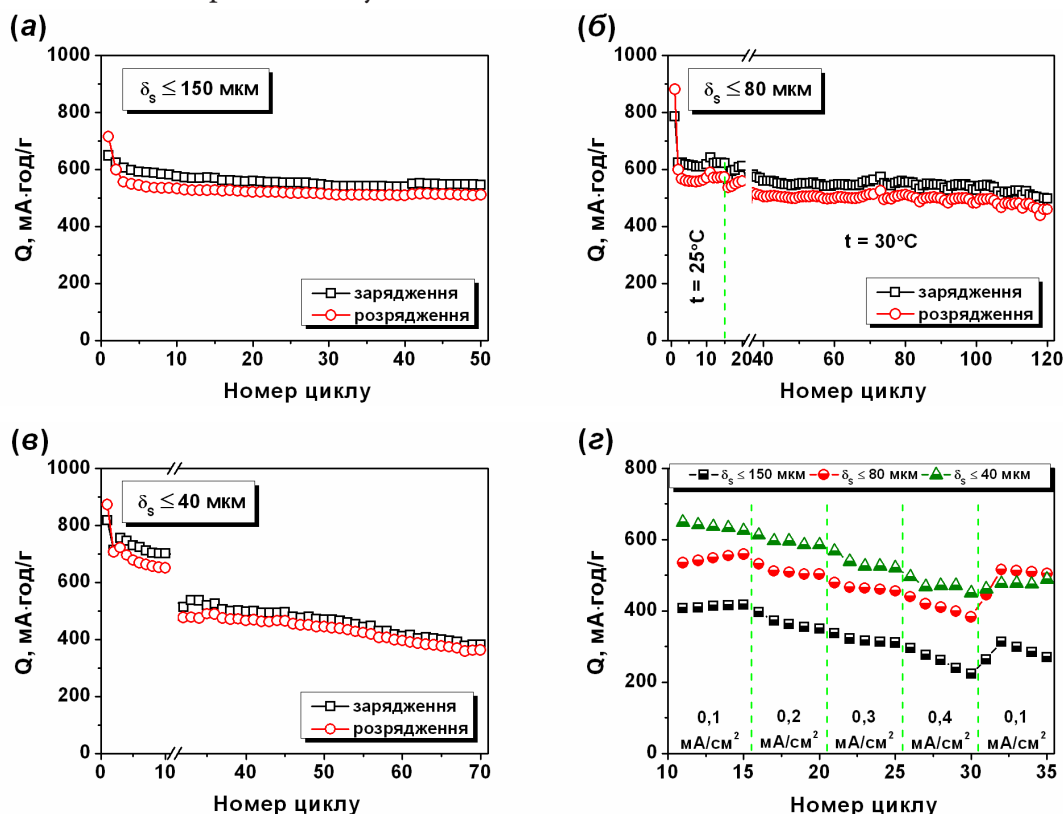 (а)
δs ≤ 150 мкм
Q, мА·год/г
1000
800
600
400
200
0
зарядження
розрядження
0 10 20 30 40 50
Номер циклу
(б)
δs ≤ 80 мкм
Q, мА·год/г
1000
800
600
400
200
0
t = 25°C
t = 30°C
зарядження
розрядження
0 10 20 40 60 80 100 120
Номер циклу
(в)
δs ≤ 40 мкм
Q, мА·год/г
1000
800
600
400
200
0
зарядження
розрядження
0 10 40 50 60 70
Номер циклу
(г)
δs ≤ 150 мкм δs ≤ 80 мкм δs ≤ 40 мкм
Q, мА·год/г
800
600
400
200
0
0,1 0,2 0,3 0,4 0,1
мА/см² мА/см² мА/см² мА/см² мА/см²
10 15 20 25 30 35
Номер циклу